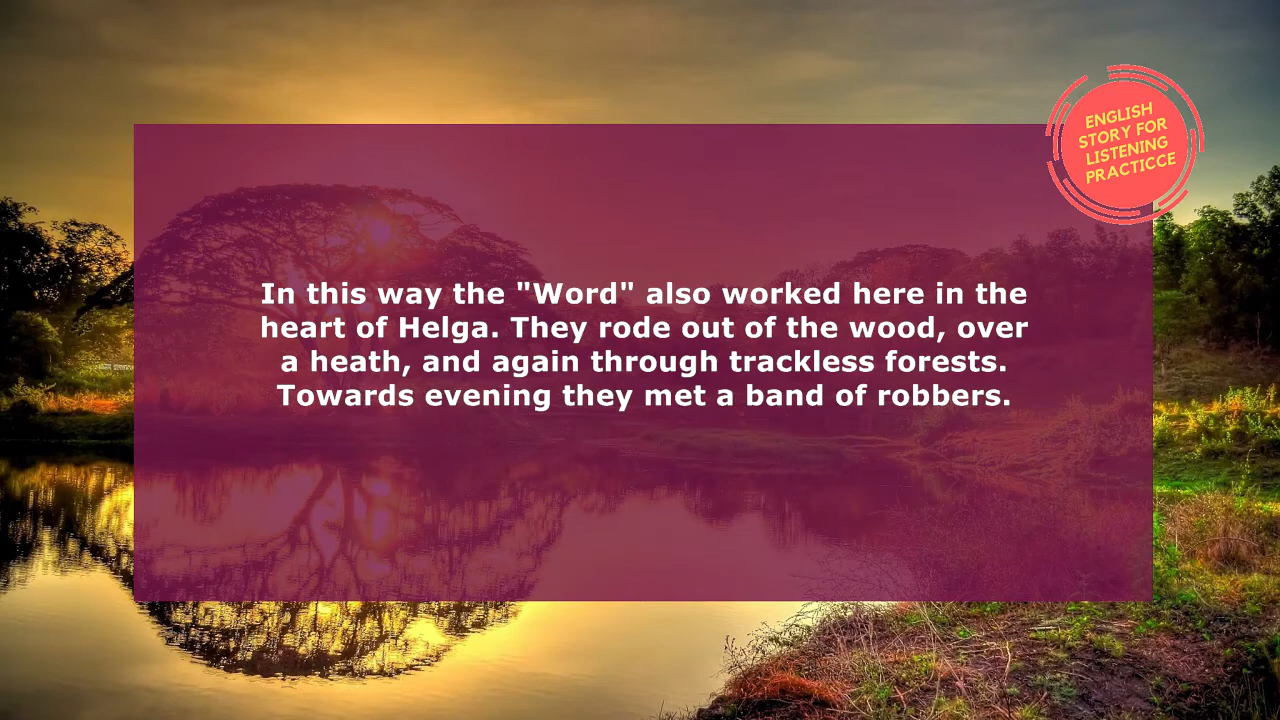 ENGLISH
STORY FOR
LISTENING
PRACTICCE
In this way the "Word" also worked here in the
heart of Helga. They rode out of the wood, over
a heath, and again through trackless forests.
Towards evening they met a band of robbers.